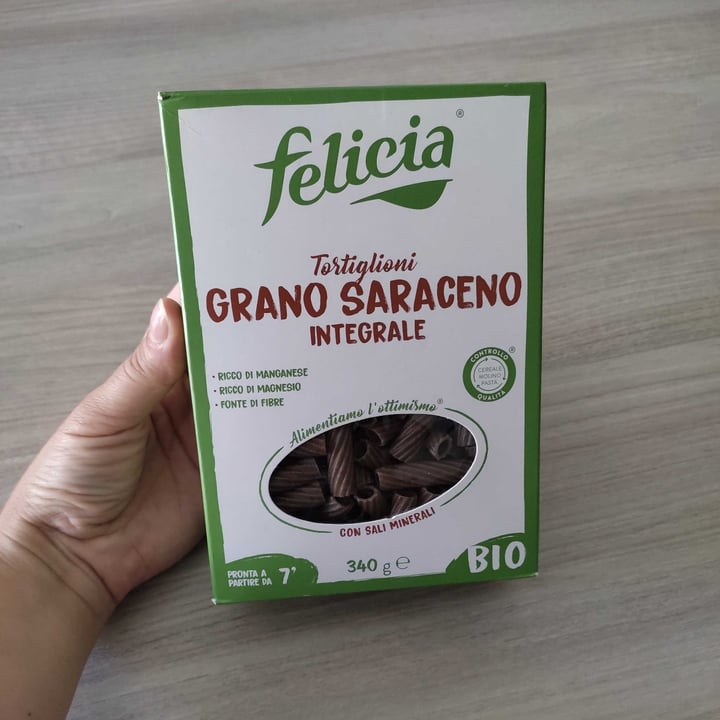 felicia®
Tortiglioni
GRANO SARACENO
INTEGRALE
• RICCO DI MANGANESE
• RICCO DI MAGNESIO
• FONTE DI FIBRE
CONTROLLO ®
CEREALE
MOLINO
PASTA
QUALITÀ
Alimentiamo l'ottimismo®
CON SALI MINERALI
PRONTA A
PARTIRE DA 7'
340 g e
BIO